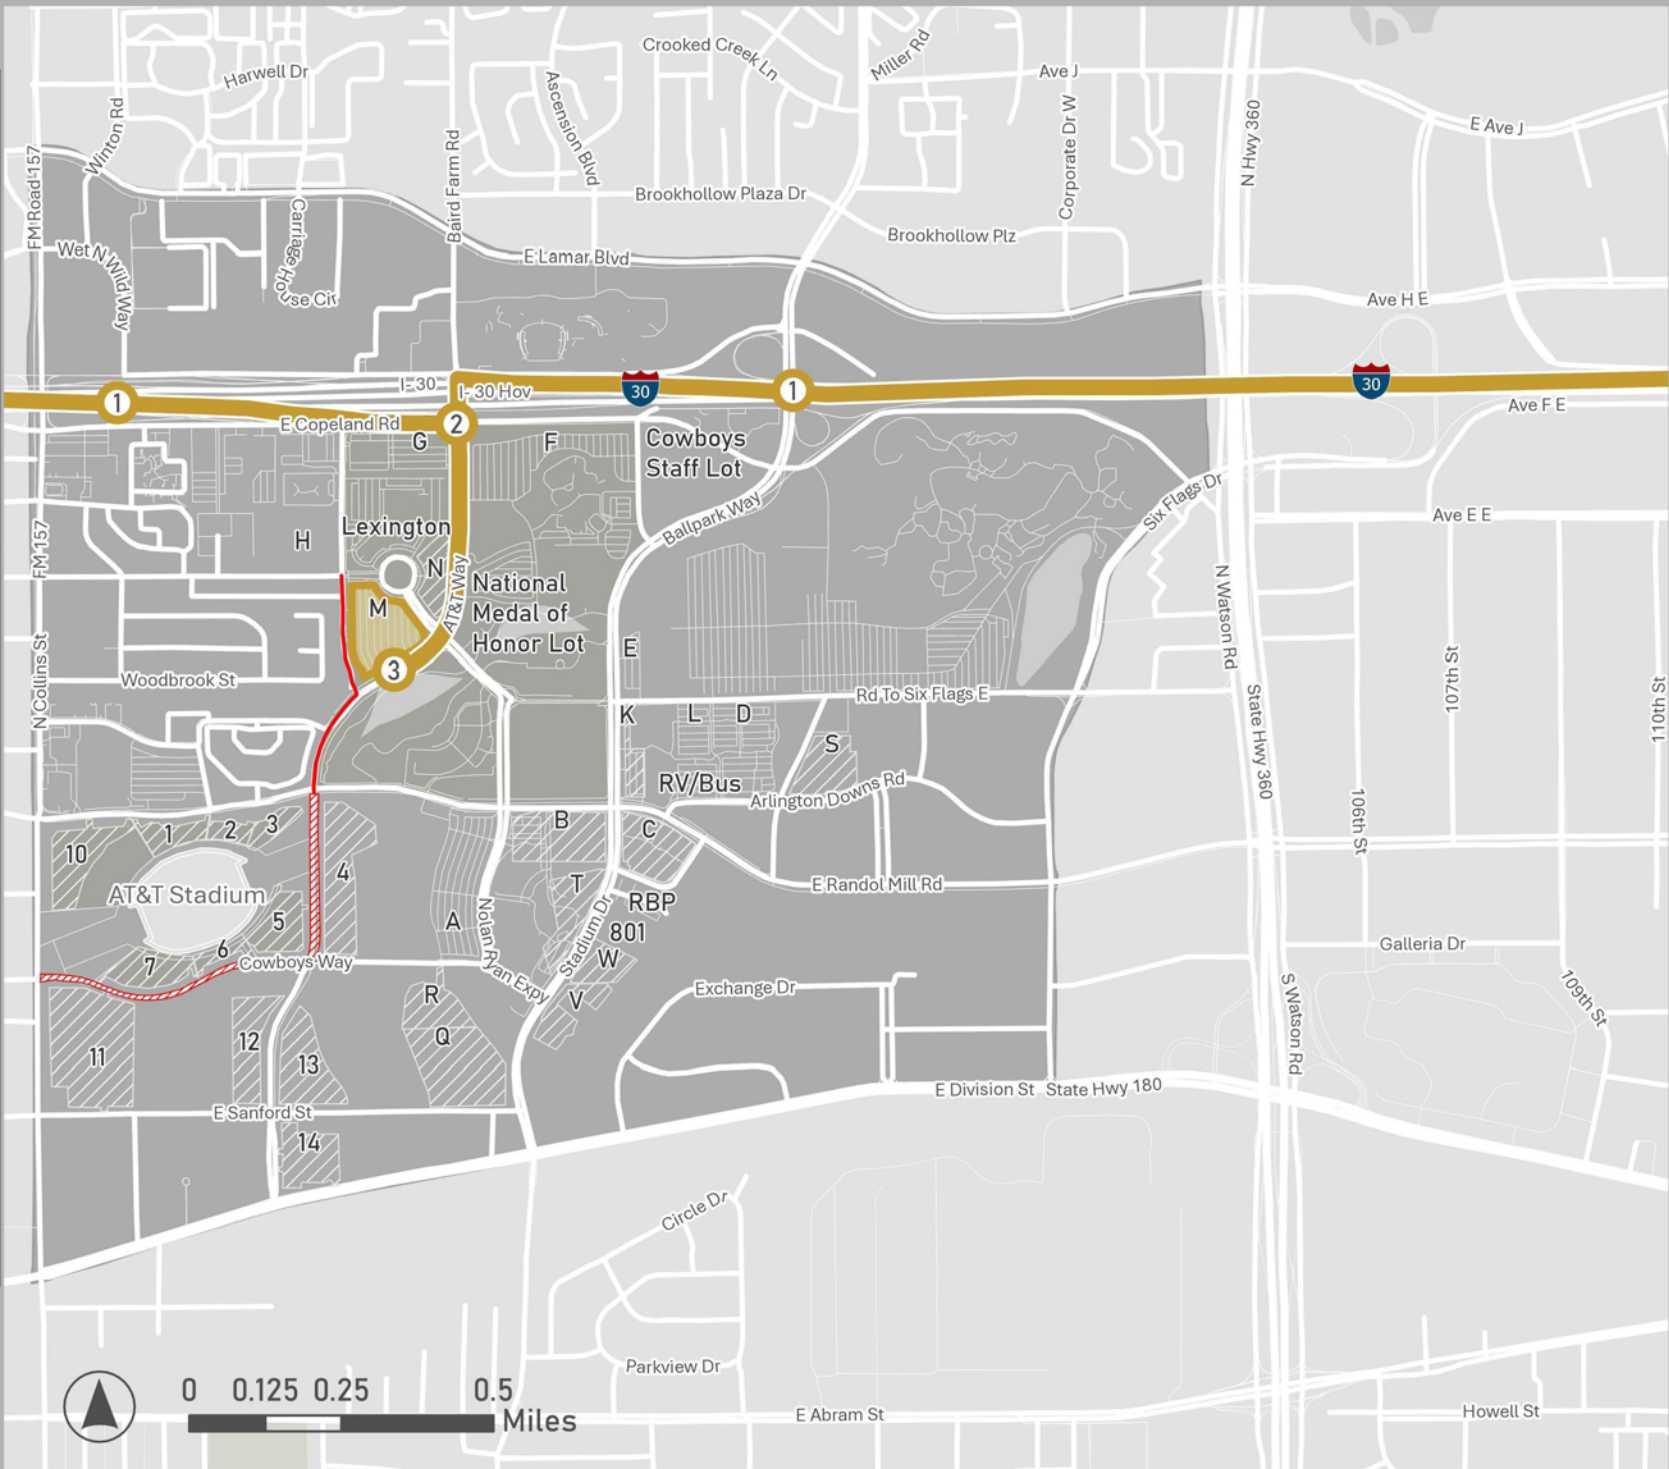 Crooked Creek Ln
Miller Rd
Harwell Dr
Ave J
Winton Rd
Ascension Blvd
Corporate Dr W
N Hwy 360
E Ave J
FM Road 157
Baird Farm Rd
Brookhollow Plaza Dr
Carriage House Cir
Wet N Wild Way
Brookhollow Plz
E Lamar Blvd
Ave H E
I-30
I-30 Hov
30
30
1
1
2
E Copeland Rd
Ave F E
G
F
Cowboys
Staff Lot
Six Flags Dr
Ballpark Way
Ave E E
Lexington
H
FM 157
N
AT&T Way
National
Medal of
Honor Lot
M
N Watson Rd
E
3
N Collins St
Woodbrook St
Rd To Six Flags E
107th St
110th St
State Hwy 360
K
L
D
S
RV/Bus
Arlington Downs Rd
106th St
1
2
3
B
C
10
4
AT&T Stadium
T
E Randol Mill Rd
RBP
5
A
Nolan Ryan Expy
Stadium Dr
801
6
7
Cowboys Way
W
Galleria Dr
R
V
Exchange Dr
109th St
S Watson Rd
Q
11
12
13
E Division St
State Hwy 180
E Sanford St
14
Circle Dr
Parkview Dr
0
0.125
0.25
0.5
Miles
E Abram St
Howell St